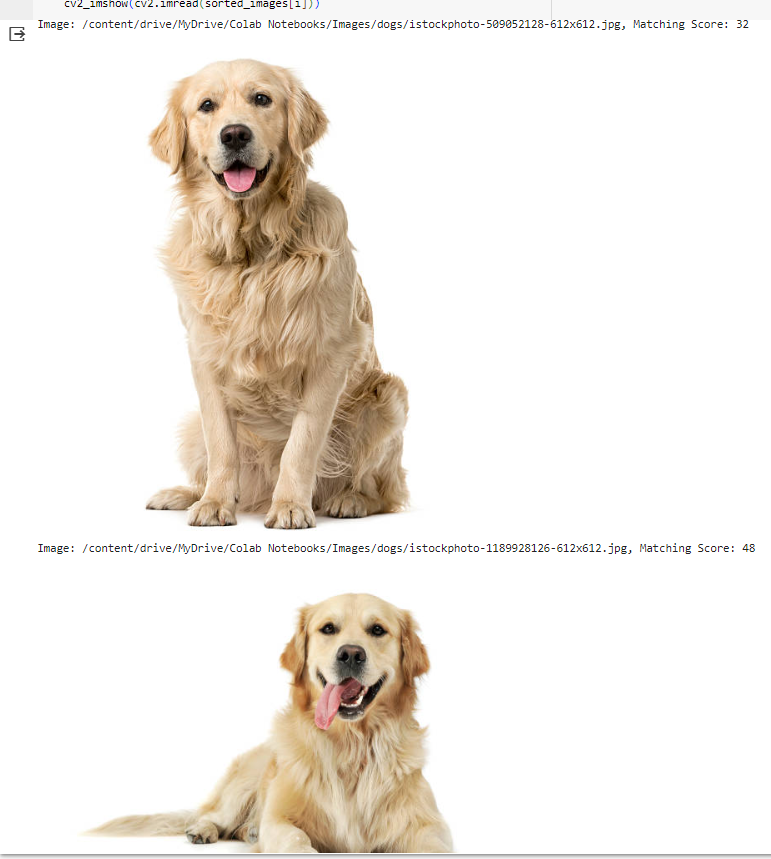 cv2_imshow(cv2.imread(sorted_images[i]))
Image: /content/drive/MyDrive/Colab Notebooks/Images/dogs/istockphoto-509052128-612x612.jpg, Matching Score: 32
Image: /content/drive/MyDrive/Colab Notebooks/Images/dogs/istockphoto-1189928126-612x612.jpg, Matching Score: 48